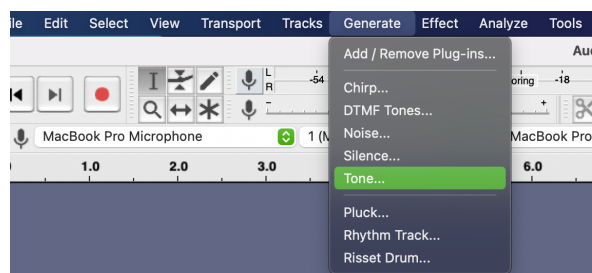 ile Edit Select View Transport Tracks Generate Effect Analyze Tools
Add / Remove Plug-ins...
Au
L
R
-54
oring -18
Chirp...
DTMF Tones...
Noise...
Silence...
Tone...
MacBook Pro Microphone
1 (M
MacBook Pro
1.0 2.0 3.0 6.0
Pluck...
Rhythm Track...
Risset Drum...